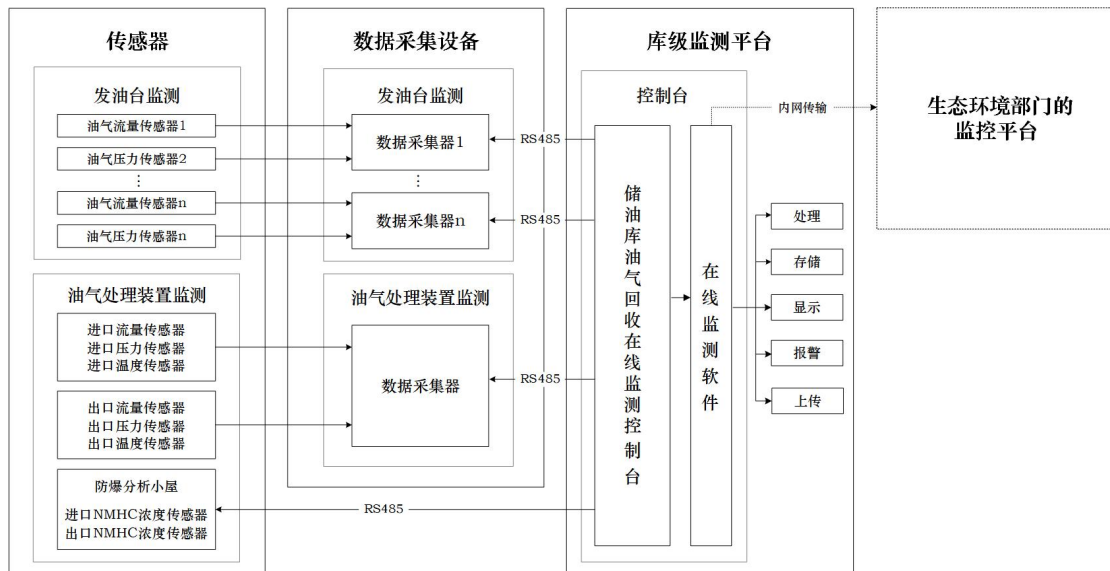 传感器
发油台监测
油气流量传感器1
油气压力传感器2
⋮
油气流量传感器n
油气压力传感器n
油气处理装置监测
进口流量传感器
进口压力传感器
进口温度传感器
出口流量传感器
出口压力传感器
出口温度传感器
防爆分析小屋
进口NMHC浓度传感器
出口NMHC浓度传感器
数据采集设备
发油台监测
数据采集器1
⋮
数据采集器n
油气处理装置监测
数据采集器
RS485
RS485
RS485
RS485
库级监测平台
控制台
储油库油气回收在线监测控制台
在线监测软件
处理
存储
显示
报警
上传
内网传输
生态环境部门的
监控平台